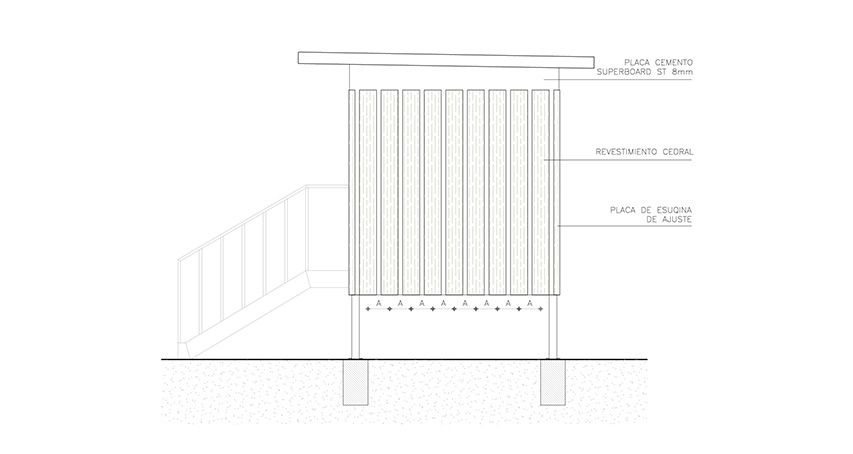 PLACA CEMENTO
SUPERBOARD ST 8mm
REVESTIMIENTO CEDRAL
PLACA DE ESUQINA
DE AJUSTE
A A A A A A A A